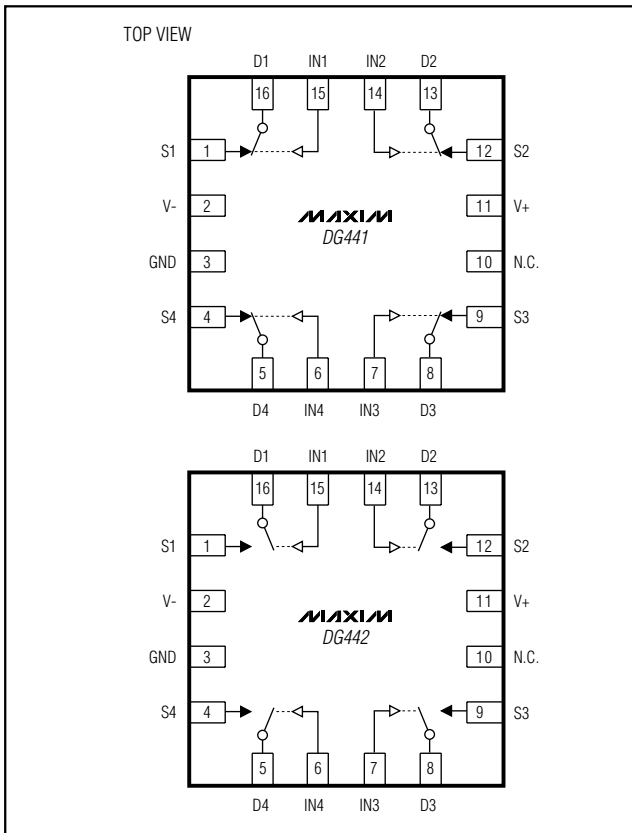 TOP VIEW
D1 IN1 IN2 D2
16 15 14 13
S1 1 12 S2
V- 2 11 V+
MAXIM
DG441
GND 3 10 N.C.
S4 4 9 S3
5 6 7 8
D4 IN4 IN3 D3
D1 IN1 IN2 D2
16 15 14 13
S1 1 12 S2
V- 2 11 V+
MAXIM
DG442
GND 3 10 N.C.
S4 4 9 S3
5 6 7 8
D4 IN4 IN3 D3